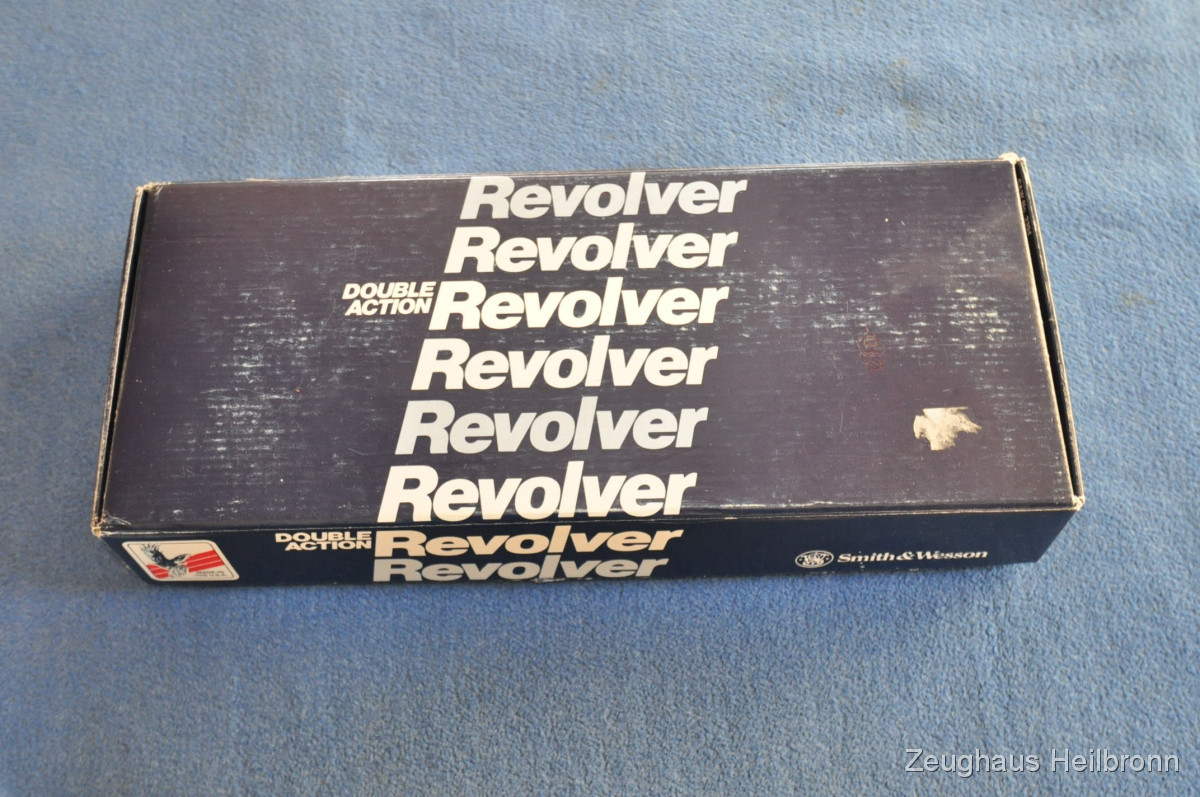 Revolver
Revolver
DOUBLE
ACTION Revolver
Revolver
Revolver
Revolver
DOUBLE
ACTION Revolver
Revolver
Smith & Wesson
Zeughaus Heilbronn